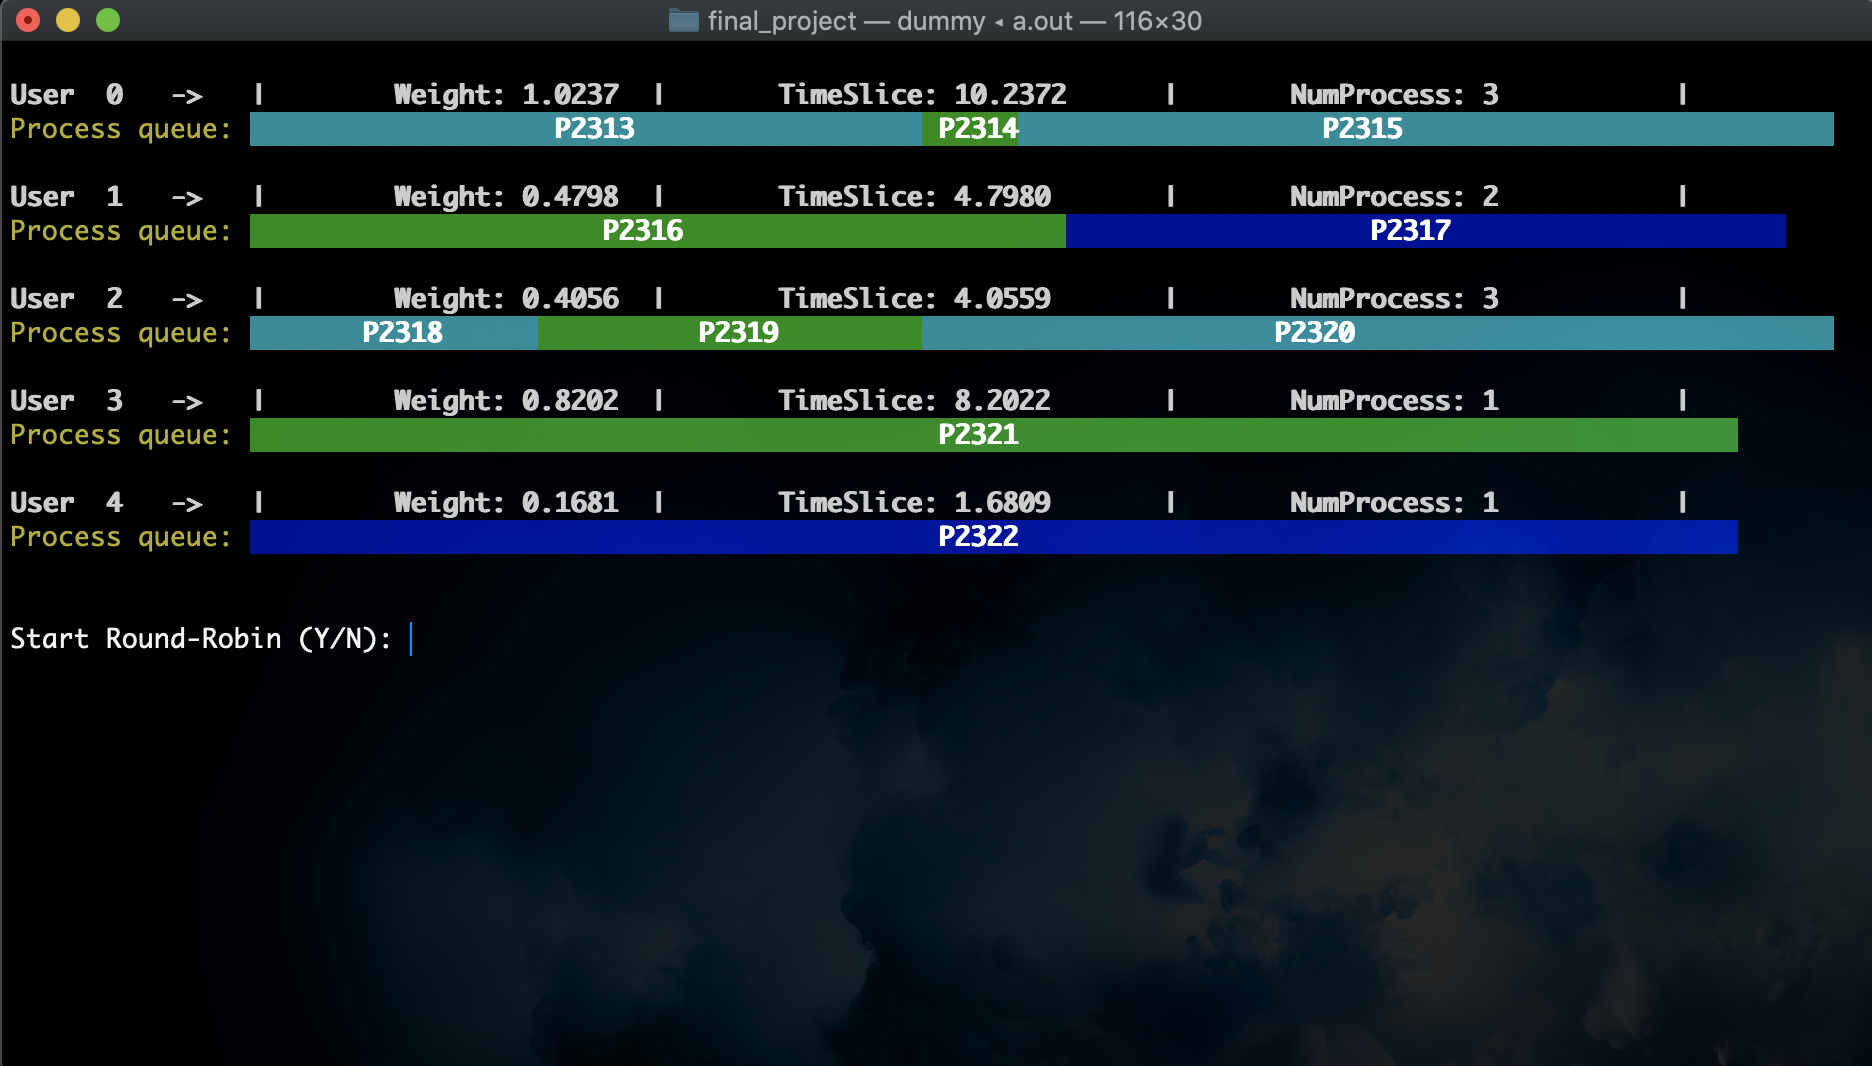 final_project — dummy ◂ a.out — 116×30
User 0 -> | Weight: 1.0237 | TimeSlice: 10.2372 | NumProcess: 3 |
Process queue: P2313 P2314 P2315
User 1 -> | Weight: 0.4798 | TimeSlice: 4.7980 | NumProcess: 2 |
Process queue: P2316 P2317
User 2 -> | Weight: 0.4056 | TimeSlice: 4.0559 | NumProcess: 3 |
Process queue: P2318 P2319 P2320
User 3 -> | Weight: 0.8202 | TimeSlice: 8.2022 | NumProcess: 1 |
Process queue: P2321
User 4 -> | Weight: 0.1681 | TimeSlice: 1.6809 | NumProcess: 1 |
Process queue: P2322
Start Round-Robin (Y/N):